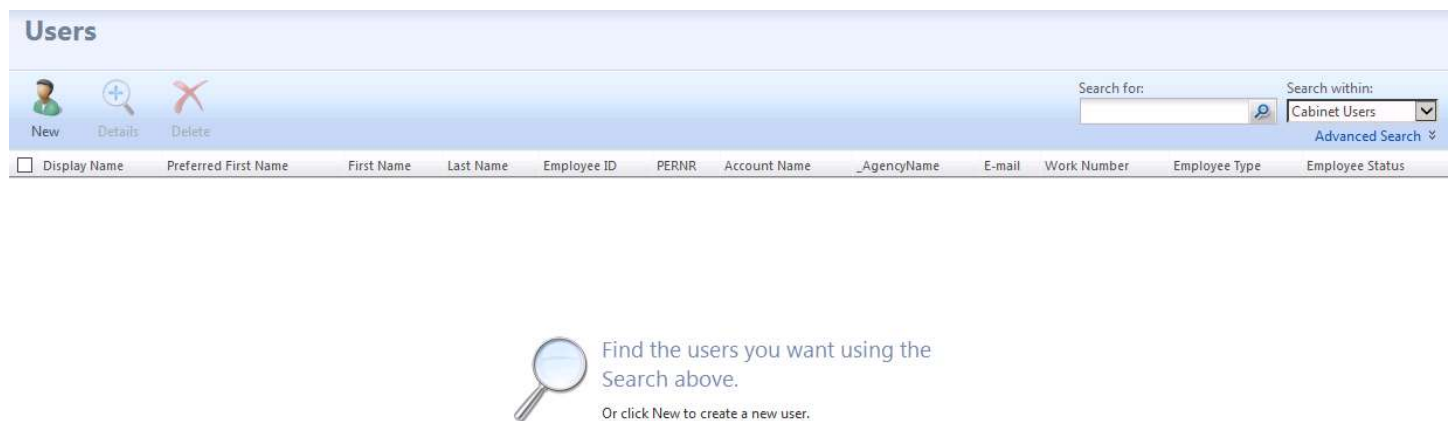 Users
Search for: Search within:
Cabinet Users
New Details Delete
Advanced Search
Display Name Preferred First Name First Name Last Name Employee ID PERNR Account Name _AgencyName E-mail Work Number Employee Type Employee Status
Find the users you want using the
Search above.
Or click New to create a new user.